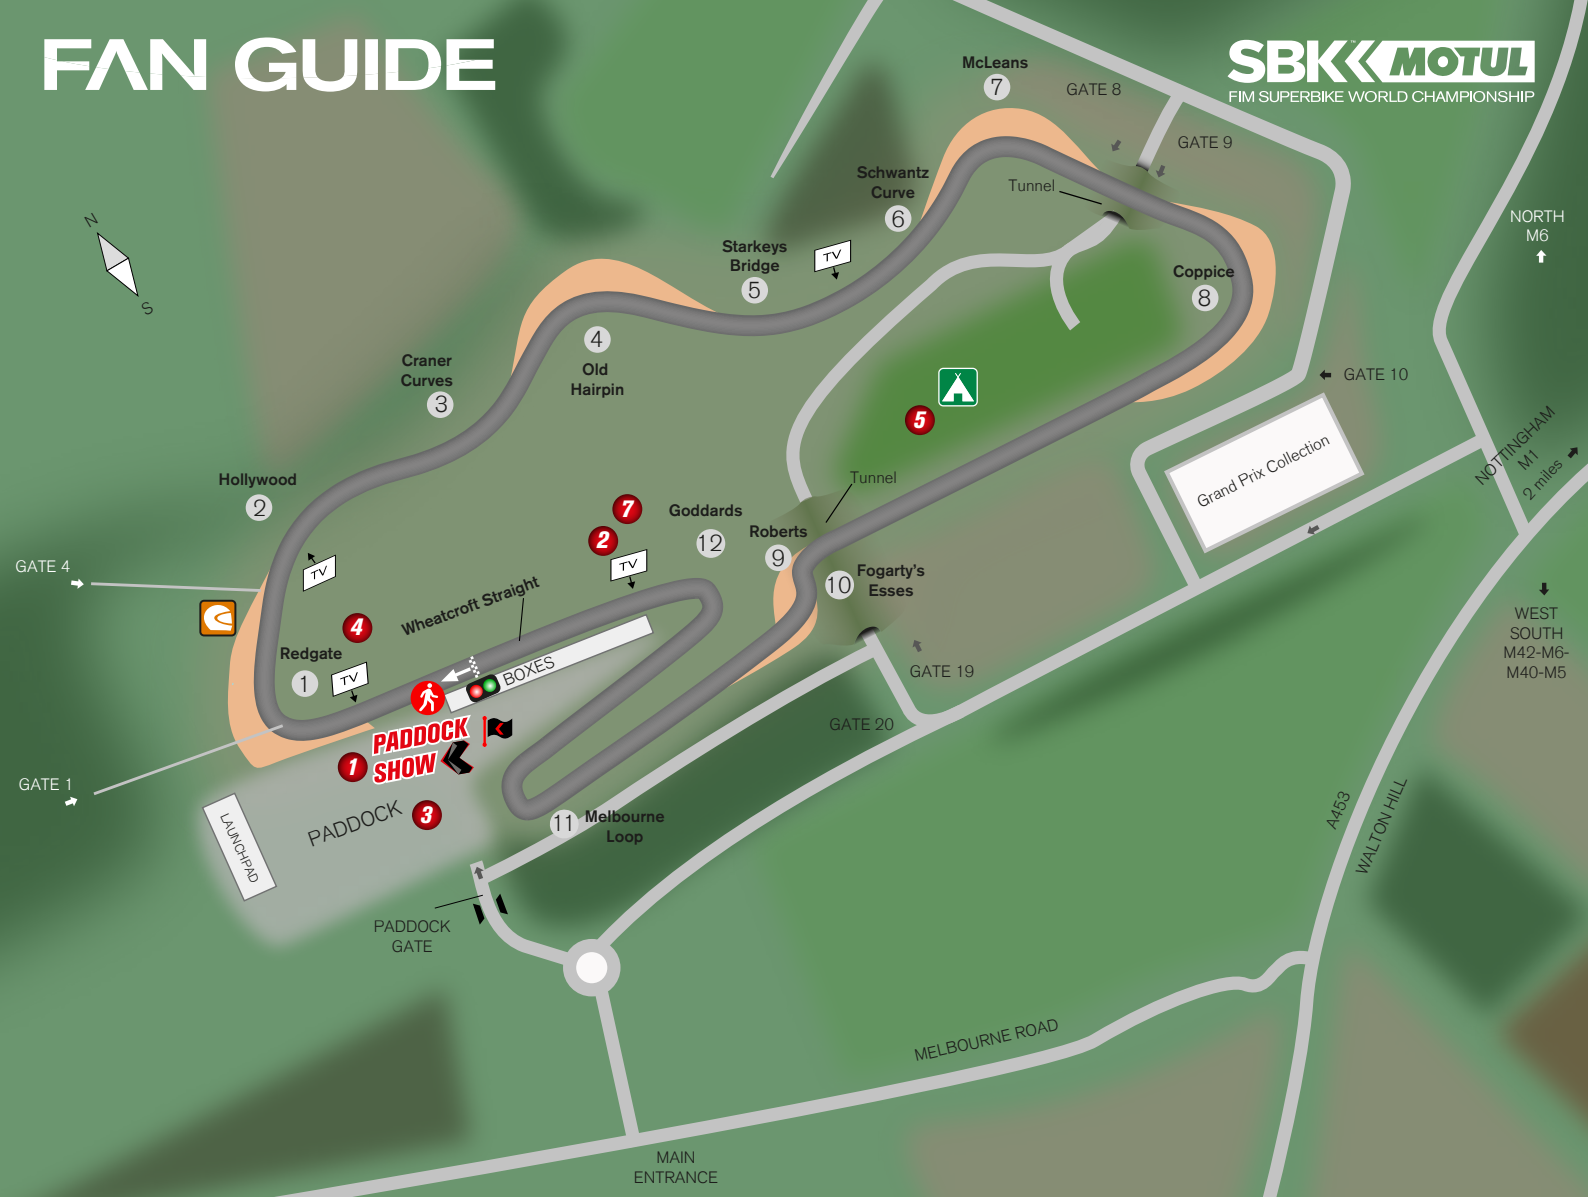 FAN GUIDE
SBK MOTUL
FIM SUPERBIKE WORLD CHAMPIONSHIP
McLeans
7
GATE 8
GATE 9
Schwantz
Curve
6
Tunnel
N
S
Starkeys
Bridge
5
TV
NORTH
M6
Coppice
8
4
Old
Hairpin
Craner
Curves
3
GATE 10
5
Grand Prix Collection
NOTTINGHAM
M1
2 miles
Hollywood
2
Tunnel
7
2
Goddards
12
Roberts
9
10
Fogarty's
Esses
GATE 4
TV
TV
Wheatcroft Straight
4
Redgate
1
TV
BOXES
WEST
SOUTH
M42-M6-
M40-M5
GATE 19
GATE 20
PADDOCK
SHOW
1
GATE 1
PADDOCK
3
LAUNCHPAD
11
Melbourne
Loop
A453
WALTON HILL
PADDOCK
GATE
MELBOURNE ROAD
MAIN
ENTRANCE